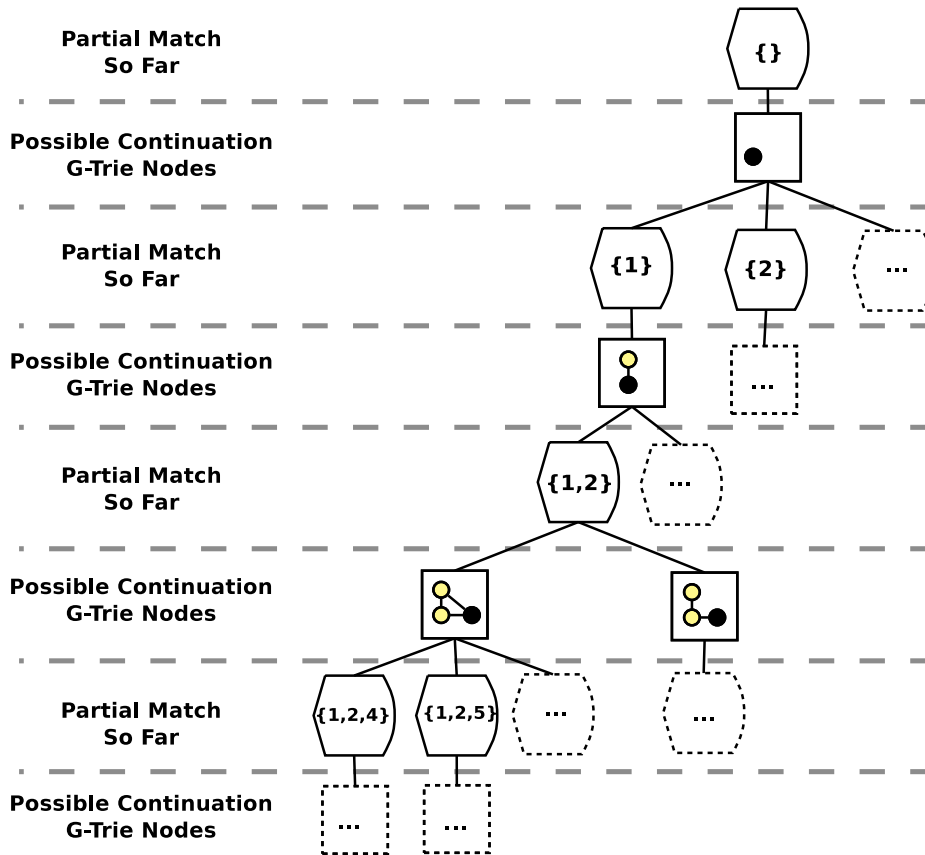 Partial Match
So Far
{}
Possible Continuation
G-Trie Nodes
Partial Match
So Far
{1}
{2}
...
Possible Continuation
G-Trie Nodes
...
Partial Match
So Far
{1,2}
...
Possible Continuation
G-Trie Nodes
Partial Match
So Far
{1,2,4}
{1,2,5}
...
...
Possible Continuation
G-Trie Nodes
...
...